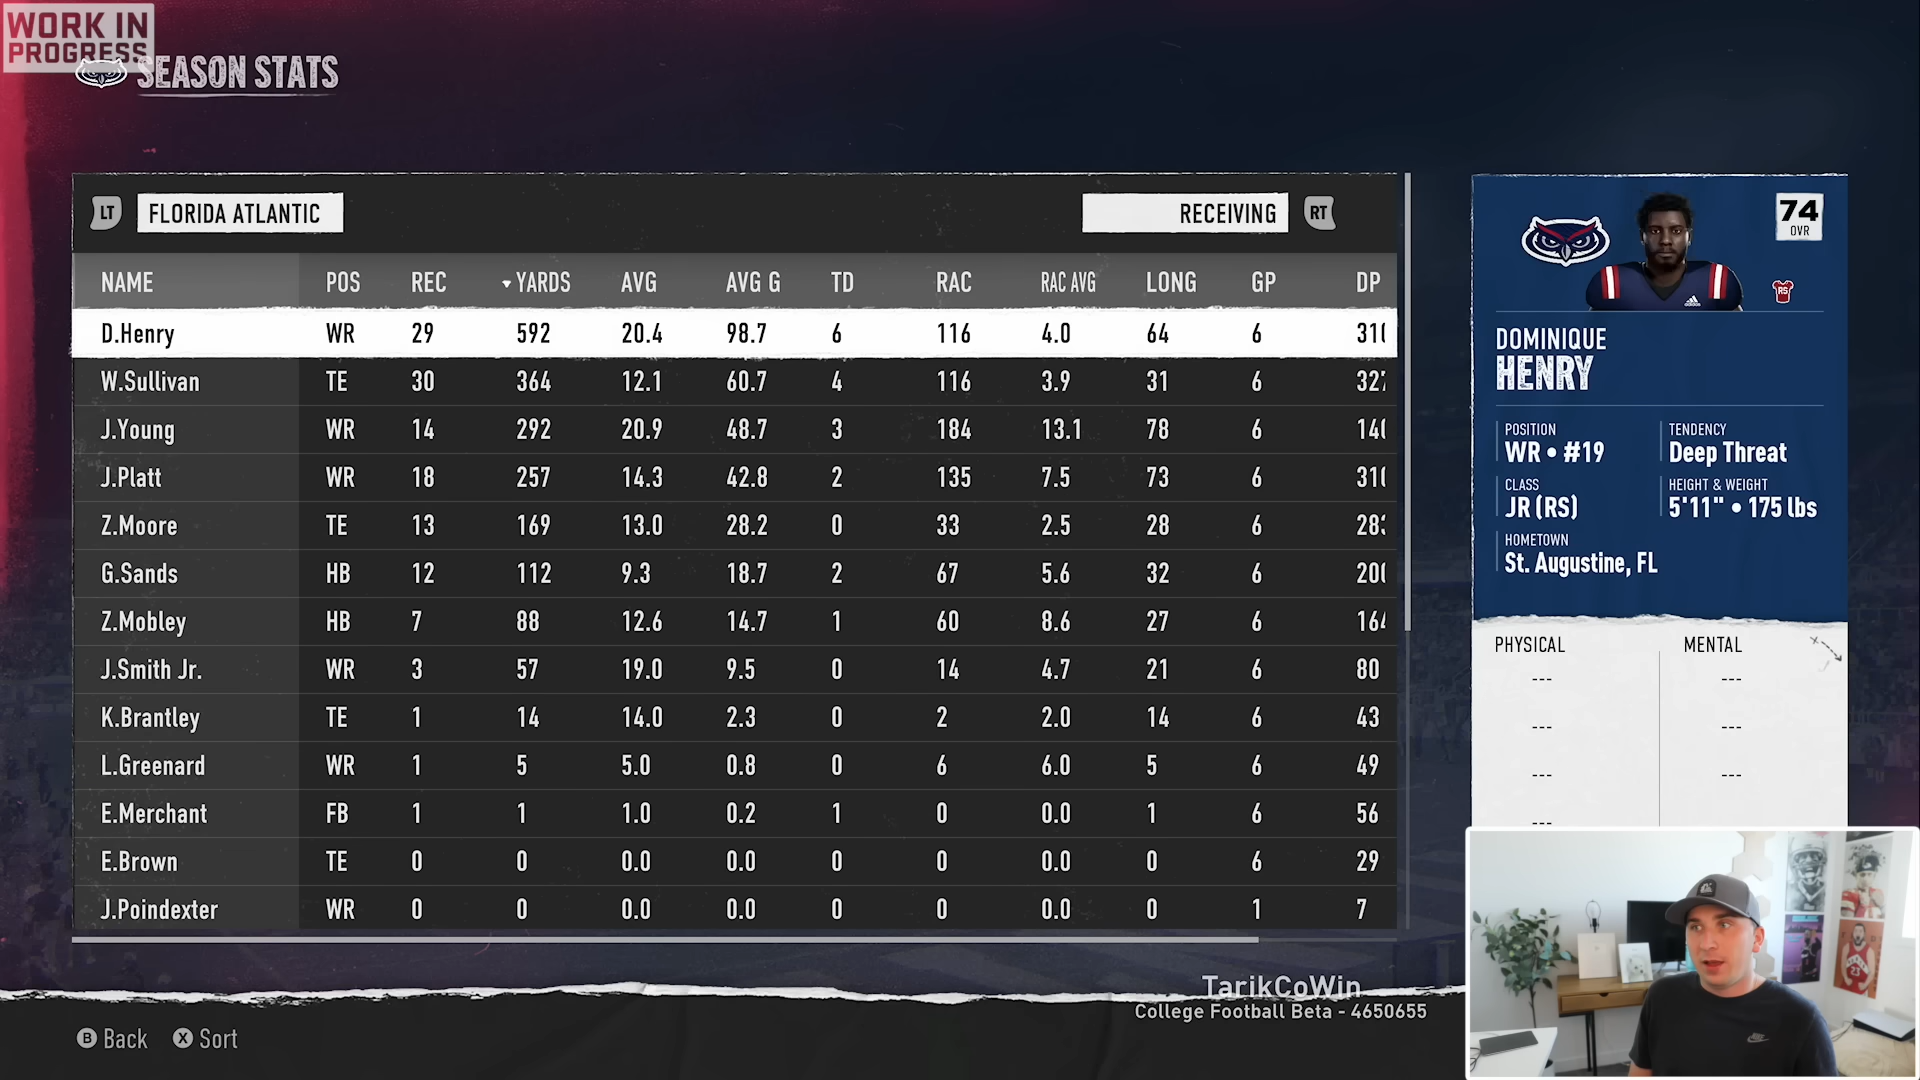 WORK IN
PROGRESS
SEASON STATS
LT FLORIDA ATLANTIC RECEIVING RT
NAME POS REC YARDS AVG AVG G TD RAC RAC AVG LONG GP DP
D.Henry WR 29 592 20.4 98.7 6 116 4.0 64 6
W.Sullivan TE 30 364 12.1 60.7 4 116 3.9 31 6
J.Young WR 14 292 20.9 48.7 3 184 13.1 78 6
J.Platt WR 18 257 14.3 42.8 2 135 7.5 73 6
Z.Moore TE 13 169 13.0 28.2 0 33 2.5 28 6
G.Sands HB 12 112 9.3 18.7 2 67 5.6 32 6
Z.Mobley HB 7 88 12.6 14.7 1 60 8.6 27 6
J.Smith Jr. WR 3 57 19.0 9.5 0 14 4.7 21 6 80
K.Brantley TE 1 14 14.0 2.3 0 2 2.0 14 6 43
L.Greenard WR 1 5 5.0 0.8 0 6 6.0 5 6 49
E.Merchant FB 1 1 1.0 0.2 1 0 0.0 1 6 56
E.Brown TE 0 0 0.0 0.0 0 0 0.0 0 6 29
J.Poindexter WR 0 0 0.0 0.0 0 0 0.0 0 1 7
74
OVR
RS
adidas
DOMINIQUE
HENRY
POSITION
WR • #19
TENDENCY
Deep Threat
CLASS
JR (RS)
HEIGHT & WEIGHT
5'11" • 175 lbs
HOMETOWN
St. Augustine, FL
PHYSICAL MENTAL
--- ---
--- ---
--- ---
---
TarikCoWin
College Football Beta - 4650655
B Back X Sort
23